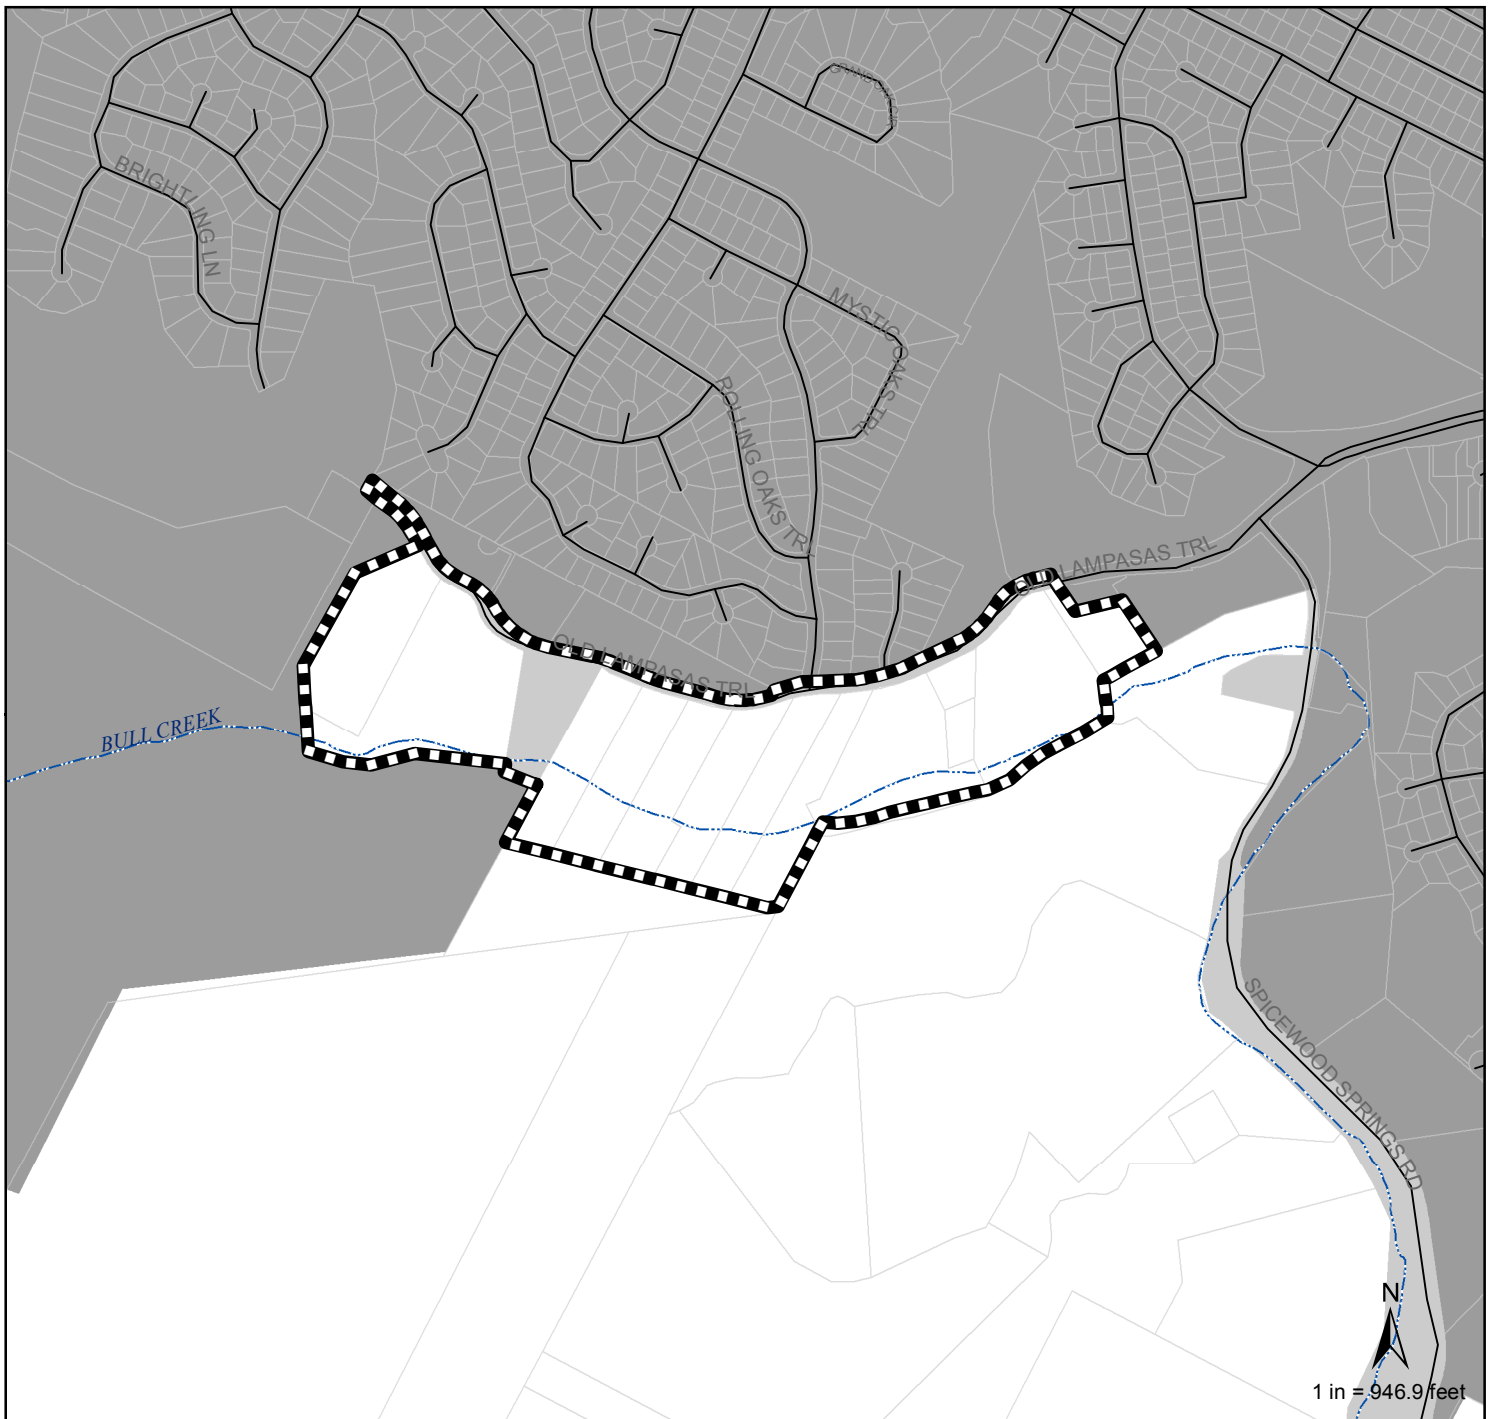 BRIGHTLING LN
MYSTIC OAKS TRL
ROLLING OAKS TRL
OLD LAMPASAS TRL
OLD LAMPASAS TRL
BULL CREEK
SPICEWOOD SPRINGS RD
N
1 in = 946.9 feet